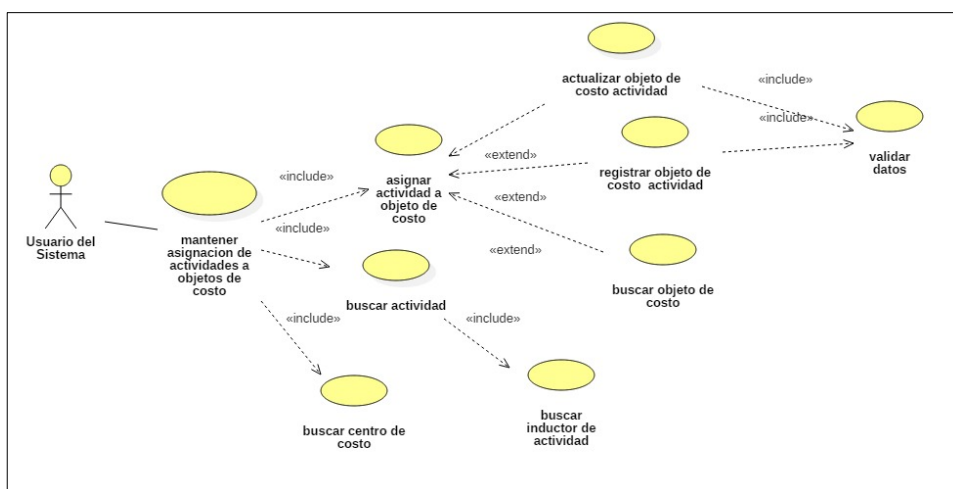 actualizar objeto de
costo actividad
«include»
«include»
validar
datos
«extend»
registrar objeto de
costo actividad
asignar
actividad a
objeto de
costo
«include»
«extend»
Usuario del
Sistema
mantener
asignacion de
actividades a
objetos de
costo
«include»
«extend»
buscar objeto de
costo
buscar actividad
«include»
«include»
buscar centro de
costo
buscar
inductor de
actividad